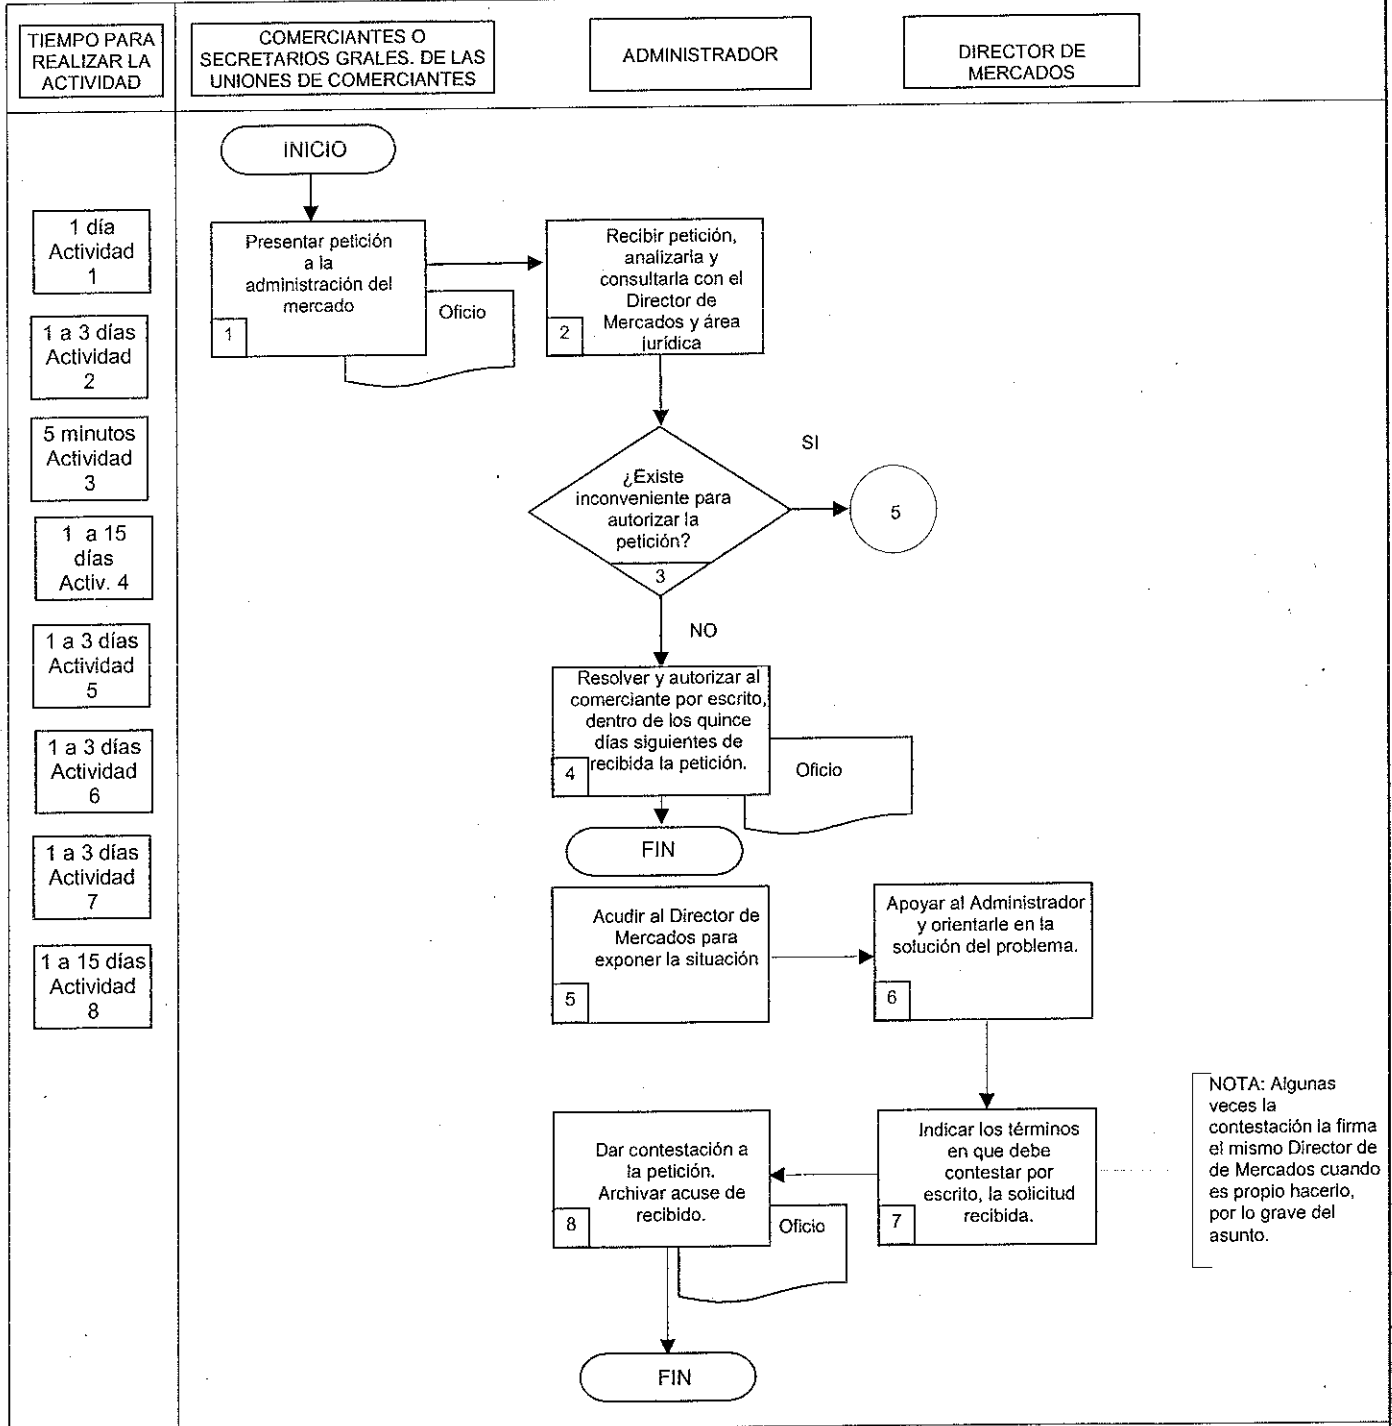 TIEMPO PARA
REALIZAR LA
ACTIVIDAD
COMERCIANTES O
SECRETARIOS GRALES. DE LAS
UNIONES DE COMERCIANTES
ADMINISTRADOR
DIRECTOR DE
MERCADOS
1 día
Actividad
1
1 a 3 días
Actividad
2
5 minutos
Actividad
3
1 a 15
días
Activ. 4
1 a 3 días
Actividad
5
1 a 3 días
Actividad
6
1 a 3 días
Actividad
7
1 a 15 días
Actividad
8
INICIO
Presentar petición
a la
administración del
mercado
1
Oficio
Recibir petición,
analizarla y
consultarla con el
Director de
Mercados y área
jurídica
2
¿Existe
inconveniente para
autorizar la
petición?
3
SI
5
NO
Resolver y autorizar al
comerciante por escrito,
dentro de los quince
días siguientes de
recibida la petición.
4
Oficio
FIN
Acudir al Director de
Mercados para
exponer la situación
5
Apoyar al Administrador
y orientarle en la
solución del problema.
6
Indicar los términos
en que debe
contestar por
escrito, la solicitud
recibida.
7
NOTA: Algunas
veces la
contestación la firma
el mismo Director de
de Mercados cuando
es propio hacerlo,
por lo grave del
asunto.
Dar contestación a
la petición.
Archivar acuse de
recibido.
8
Oficio
FIN